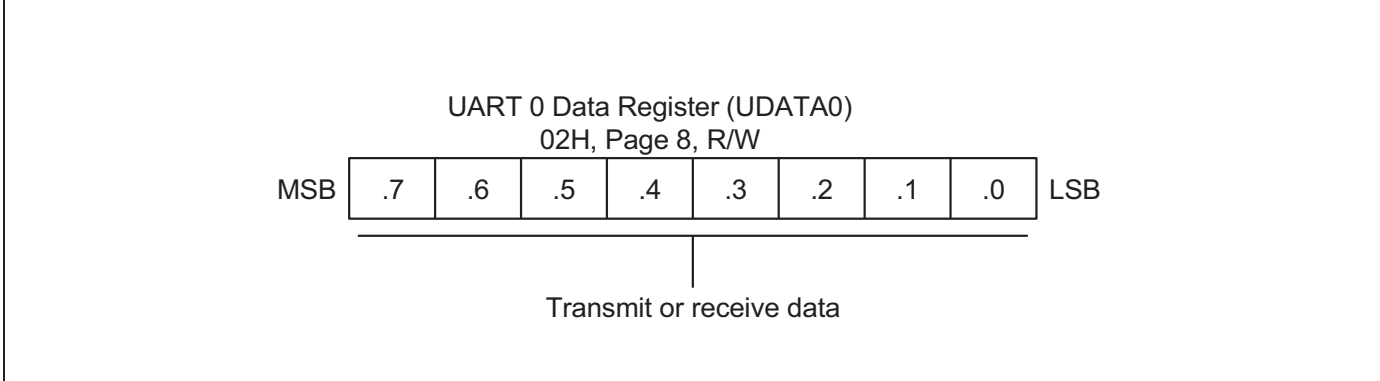 UART 0 Data Register (UDATA0)
02H, Page 8, R/W
MSB .7 .6 .5 .4 .3 .2 .1 .0 LSB
Transmit or receive data